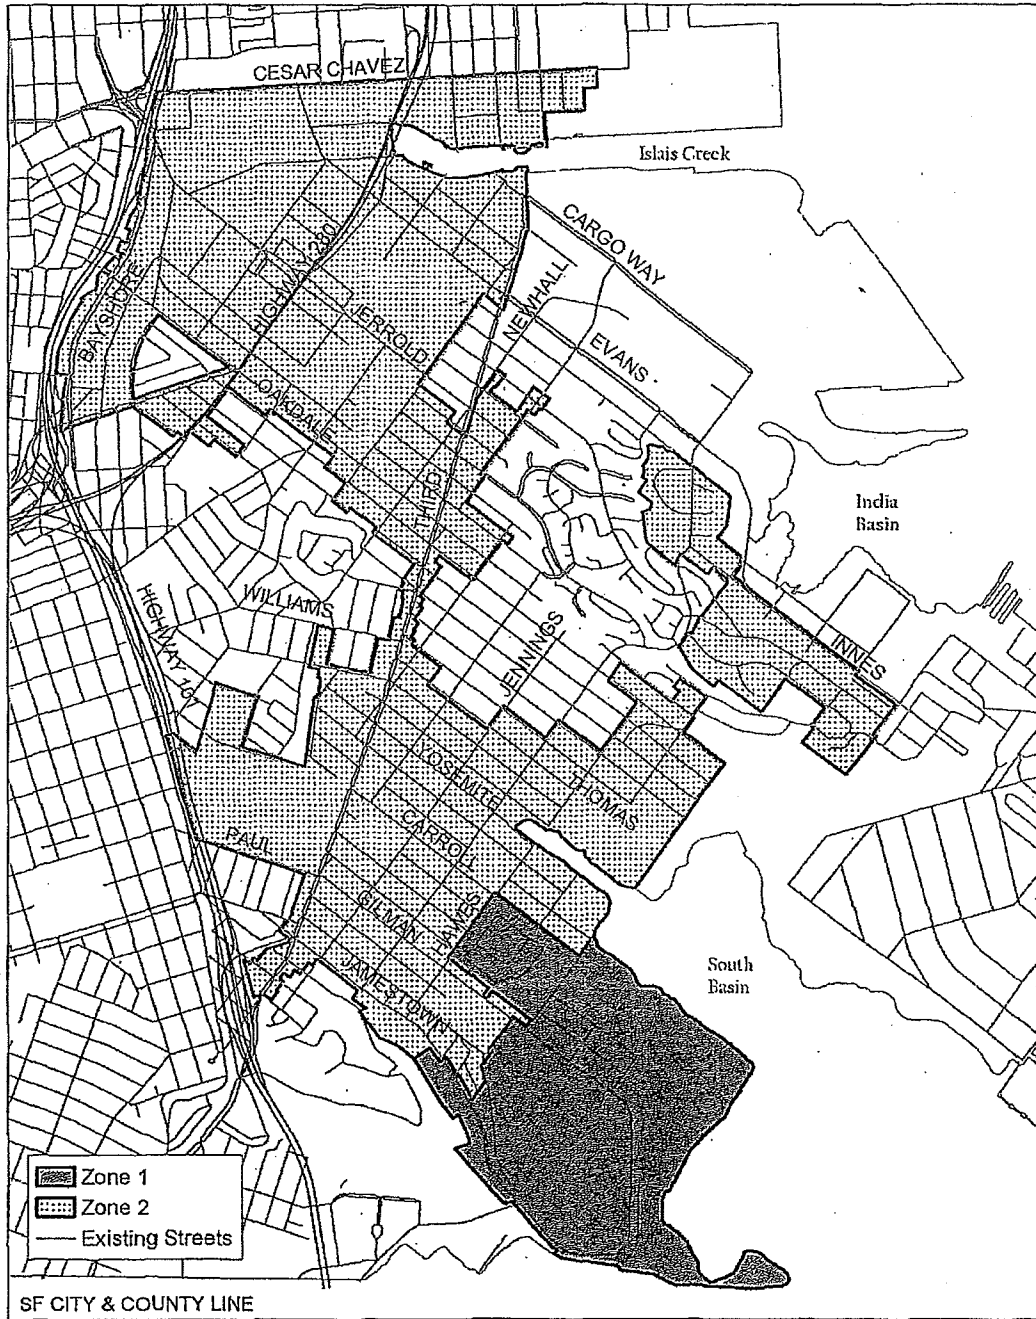 CESAR CHAVEZ
Islais Creek
CARGO WAY
NEWHALL
HIGHWAY 280
BAYSHORE
JERROLD
EVANS
OAKDALE
THIRD
India
Basin
WILLIAMS
HIGHWAY 101
JENNINGS
INNES
YOSEMITE
THOMAS
CARROLL
PAUL
GILMAN
JAMESTOWN
South
Basin
Zone 1
Zone 2
Existing Streets
SF CITY & COUNTY LINE